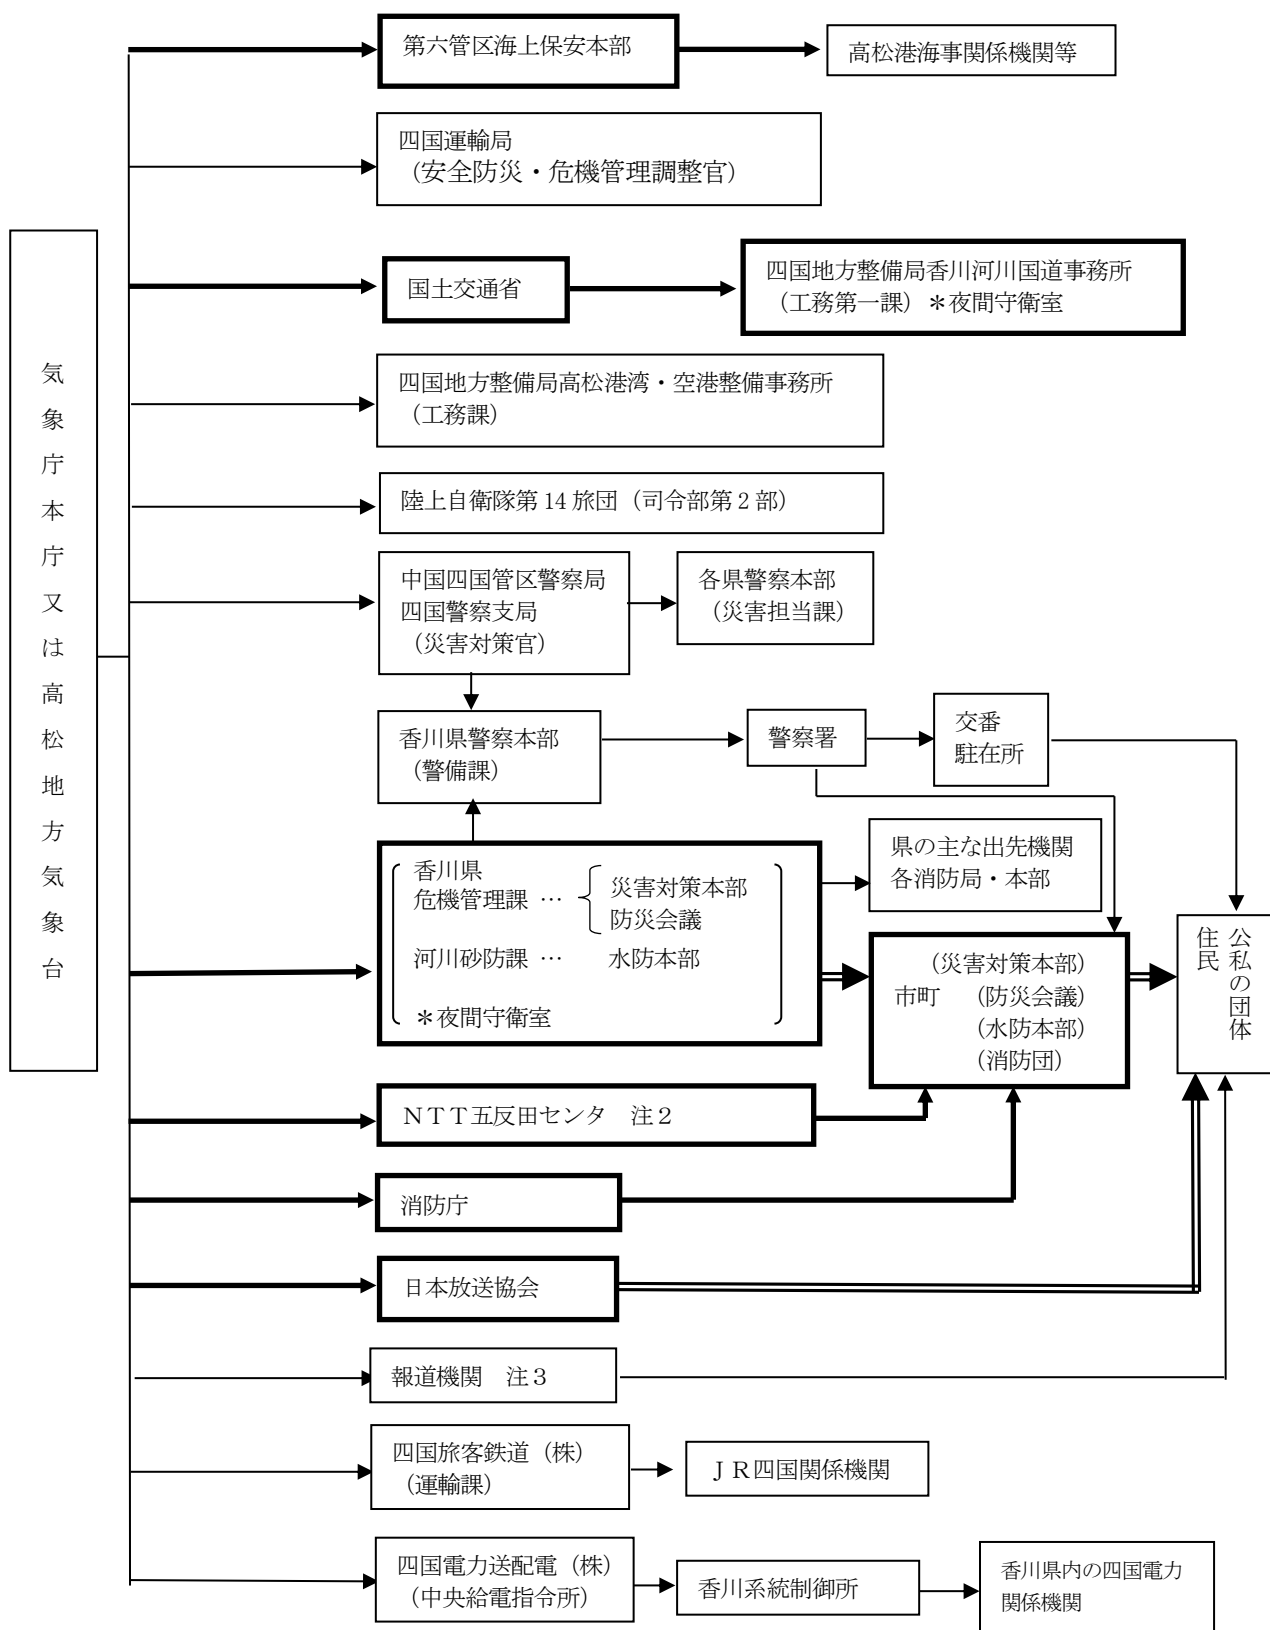 気象庁本庁又は高松地方気象台
第六管区海上保安本部
高松港海事関係機関等
四国運輸局
（安全防災・危機管理調整官）
国土交通省
四国地方整備局香川河川国道事務所
（工務第一課）＊夜間守衛室
四国地方整備局高松港湾・空港整備事務所
（工務課）
陸上自衛隊第14旅団（司令部第２部）
中国四国管区警察局
四国警察支局
（災害対策官）
各県警察本部
（災害担当課）
香川県警察本部
（警備課）
警察署
交番
駐在所
香川県
危機管理課 …
災害対策本部
防災会議
河川砂防課 … 水防本部
＊夜間守衛室
県の主な出先機関
各消防局・本部
（災害対策本部）
市町 （防災会議）
（水防本部）
（消防団）
公私の団体
住民
ＮＴＴ五反田センタ　注２
消防庁
日本放送協会
報道機関　注３
四国旅客鉄道（株）
（運輸課）
ＪＲ四国関係機関
四国電力送配電（株）
（中央給電指令所）
香川系統制御所
香川県内の四国電力
関係機関